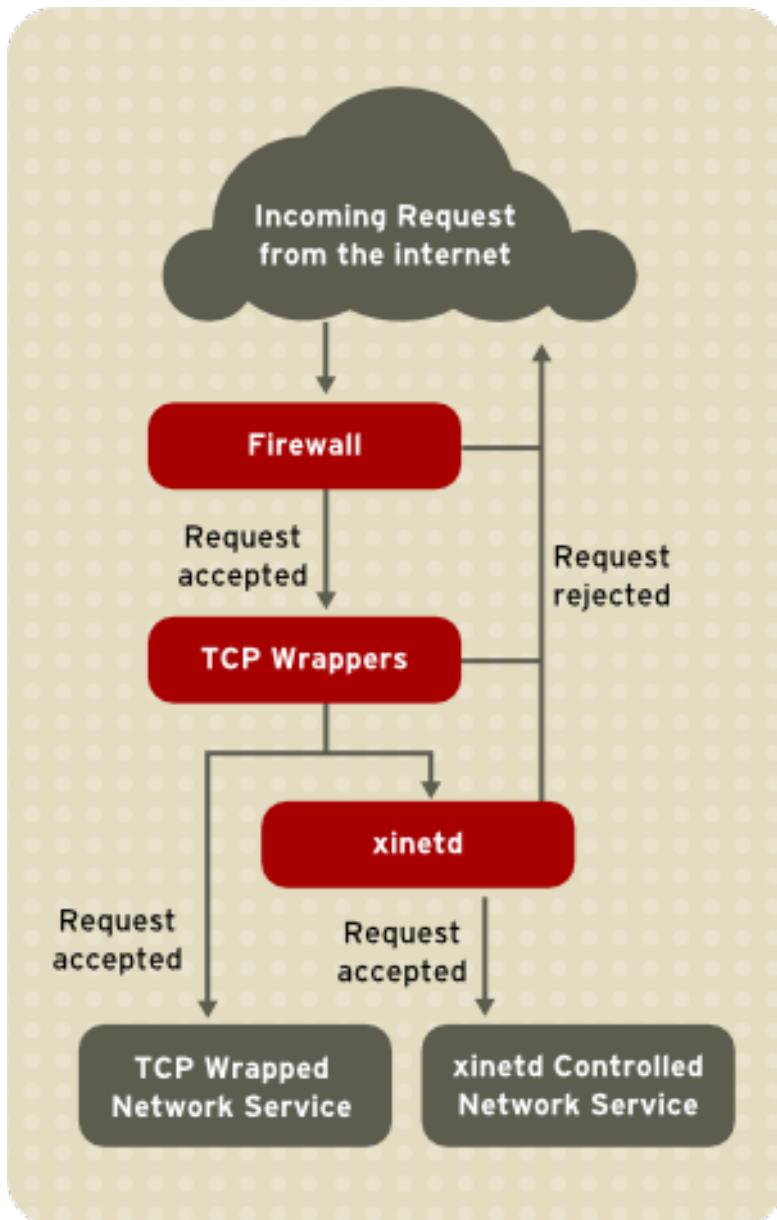 Incoming Request
from the internet
Firewall
Request
accepted
Request
rejected
TCP Wrappers
xinetd
Request
accepted
Request
accepted
TCP Wrapped
Network Service
xinetd Controlled
Network Service